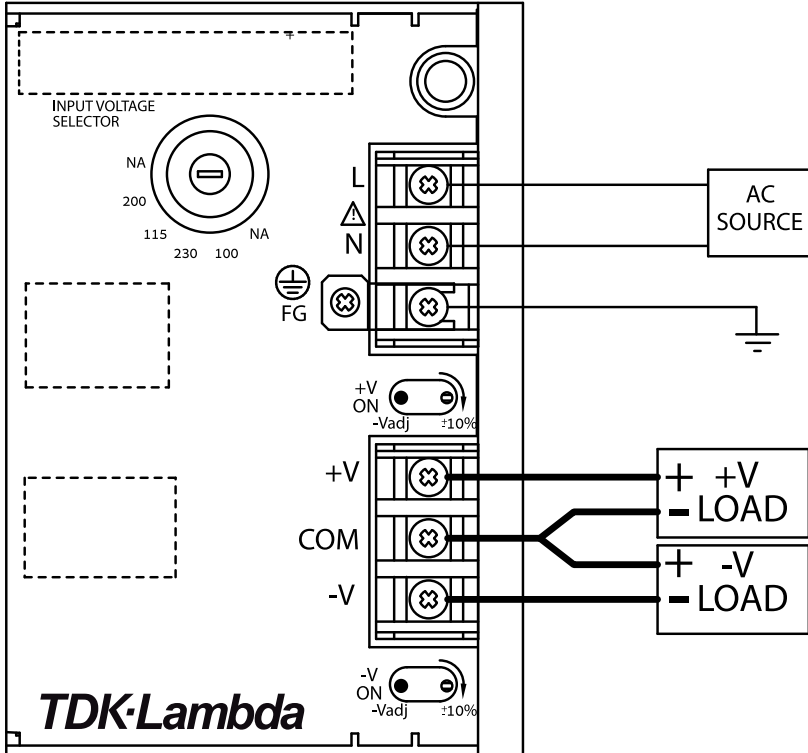 INPUT VOLTAGE
SELECTOR
NA
200
115
230
100
NA
L
N
FG
AC
SOURCE
+V
ON
-Vadj
±10%
+V
COM
-V
+ +V
- LOAD
+ -V
- LOAD
-V
ON
-Vadj
±10%
TDK·Lambda